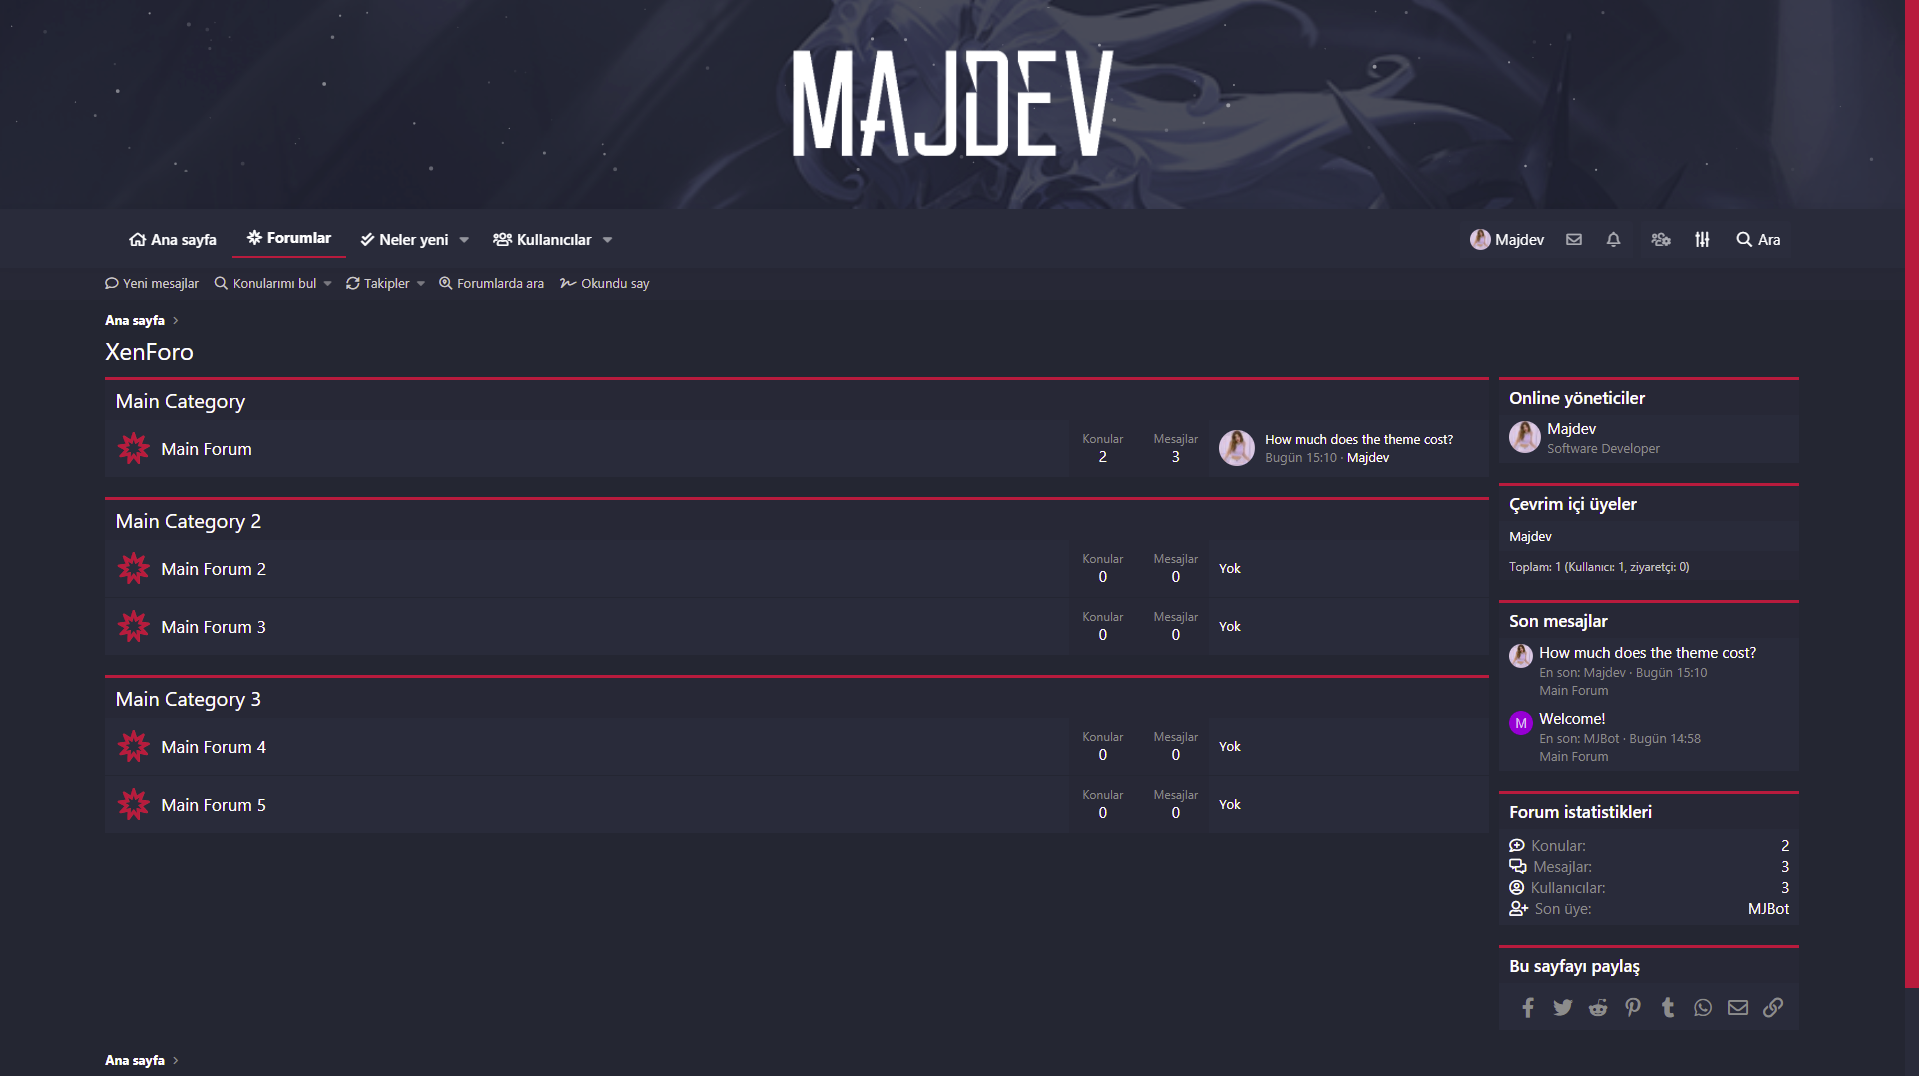 MAJDEV
Ana sayfa Forumlar Neler yeni Kullanıcılar Majdev Ara
Yeni mesajlar Konularımı bul Takipler Forumlarda ara Okundu say
Ana sayfa
XenForo
Main Category
Main Forum
Konular
2
Mesajlar
3
How much does the theme cost?
Bugün 15:10 · Majdev
Main Category 2
Main Forum 2
Konular
0
Mesajlar
0
Yok
Main Forum 3
Konular
0
Mesajlar
0
Yok
Main Category 3
Main Forum 4
Konular
0
Mesajlar
0
Yok
Main Forum 5
Konular
0
Mesajlar
0
Yok
Online yöneticiler
Majdev
Software Developer
Çevrim içi üyeler
Majdev
Toplam: 1 (Kullanıcı: 1, ziyaretçi: 0)
Son mesajlar
How much does the theme cost?
En son: Majdev · Bugün 15:10
Main Forum
M
Welcome!
En son: MJBot · Bugün 14:58
Main Forum
Forum istatistikleri
Konular: 2
Mesajlar: 3
Kullanıcılar: 3
Son üye: MJBot
Bu sayfayı paylaş
Ana sayfa